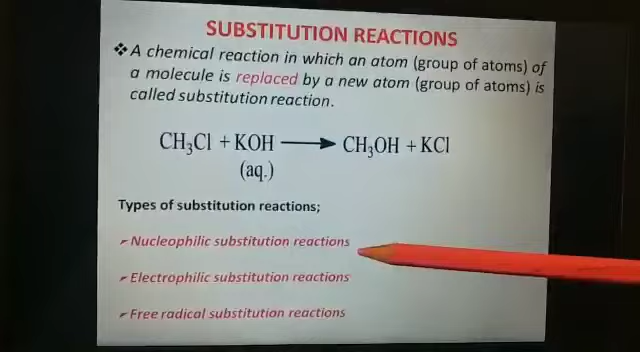 SUBSTITUTION REACTIONS
❖A chemical reaction in which an atom (group of atoms) of
a molecule is replaced by a new atom (group of atoms) is
called substitution reaction.
CH₃Cl + KOH ⟶ CH₃OH + KCl
(aq.)
Types of substitution reactions;
➢Nucleophilic substitution reactions
➢Electrophilic substitution reactions
➢Free radical substitution reactions